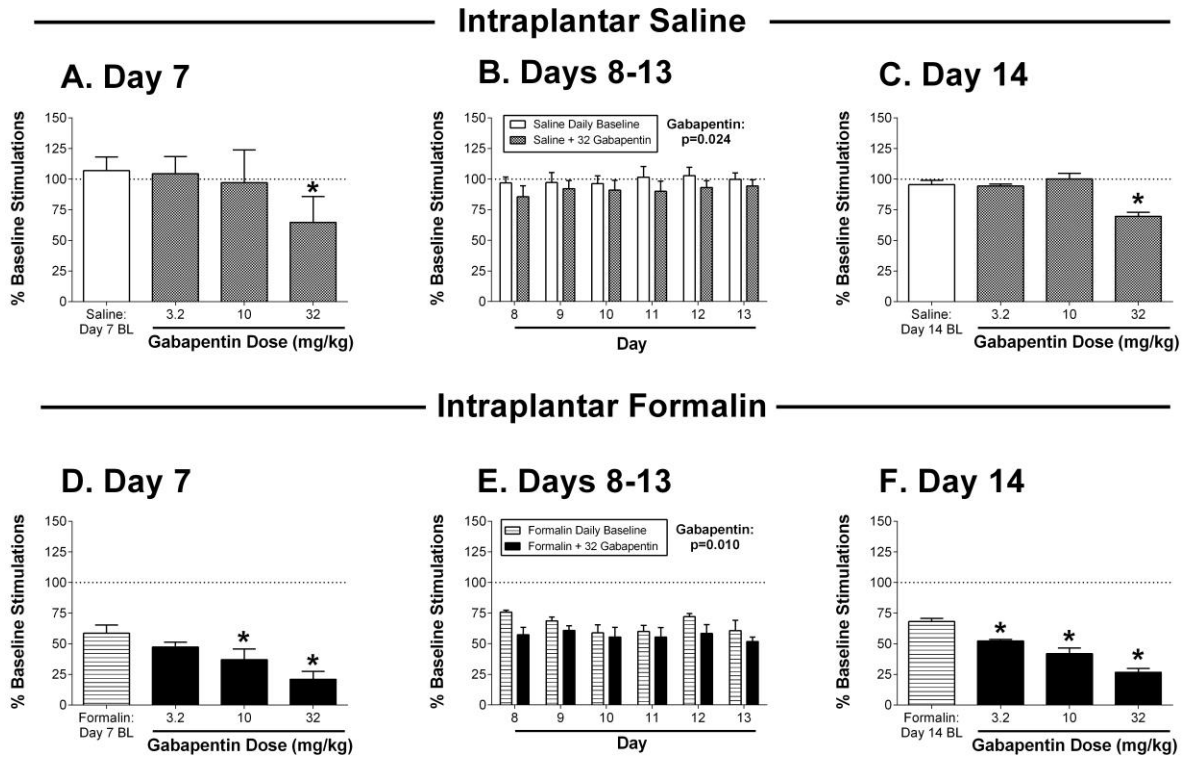 Intraplantar Saline
A. Day 7
% Baseline Stimulations
150
125
100
75
50
25
0
*
Saline:
Day 7 BL
3.2
10
32
Gabapentin Dose (mg/kg)
B. Days 8-13
% Baseline Stimulations
150
125
100
75
50
25
0
Saline Daily Baseline
Saline + 32 Gabapentin
Gabapentin:
p=0.024
8
9
10
11
12
13
Day
C. Day 14
% Baseline Stimulations
150
125
100
75
50
25
0
*
Saline:
Day 14 BL
3.2
10
32
Gabapentin Dose (mg/kg)
Intraplantar Formalin
D. Day 7
% Baseline Stimulations
150
125
100
75
50
25
0
*
*
Formalin:
Day 7 BL
3.2
10
32
Gabapentin Dose (mg/kg)
E. Days 8-13
% Baseline Stimulations
150
125
100
75
50
25
0
Formalin Daily Baseline
Formalin + 32 Gabapentin
Gabapentin:
p=0.010
8
9
10
11
12
13
Day
F. Day 14
% Baseline Stimulations
150
125
100
75
50
25
0
*
*
*
Formalin:
Day 14 BL
3.2
10
32
Gabapentin Dose (mg/kg)